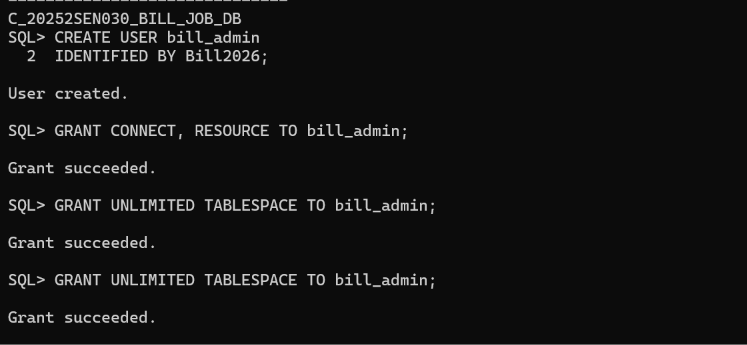 C_20252SEN030_BILL_JOB_DB
SQL> CREATE USER bill_admin
  2  IDENTIFIED BY Bill2026;
User created.
SQL> GRANT CONNECT, RESOURCE TO bill_admin;
Grant succeeded.
SQL> GRANT UNLIMITED TABLESPACE TO bill_admin;
Grant succeeded.
SQL> GRANT UNLIMITED TABLESPACE TO bill_admin;
Grant succeeded.